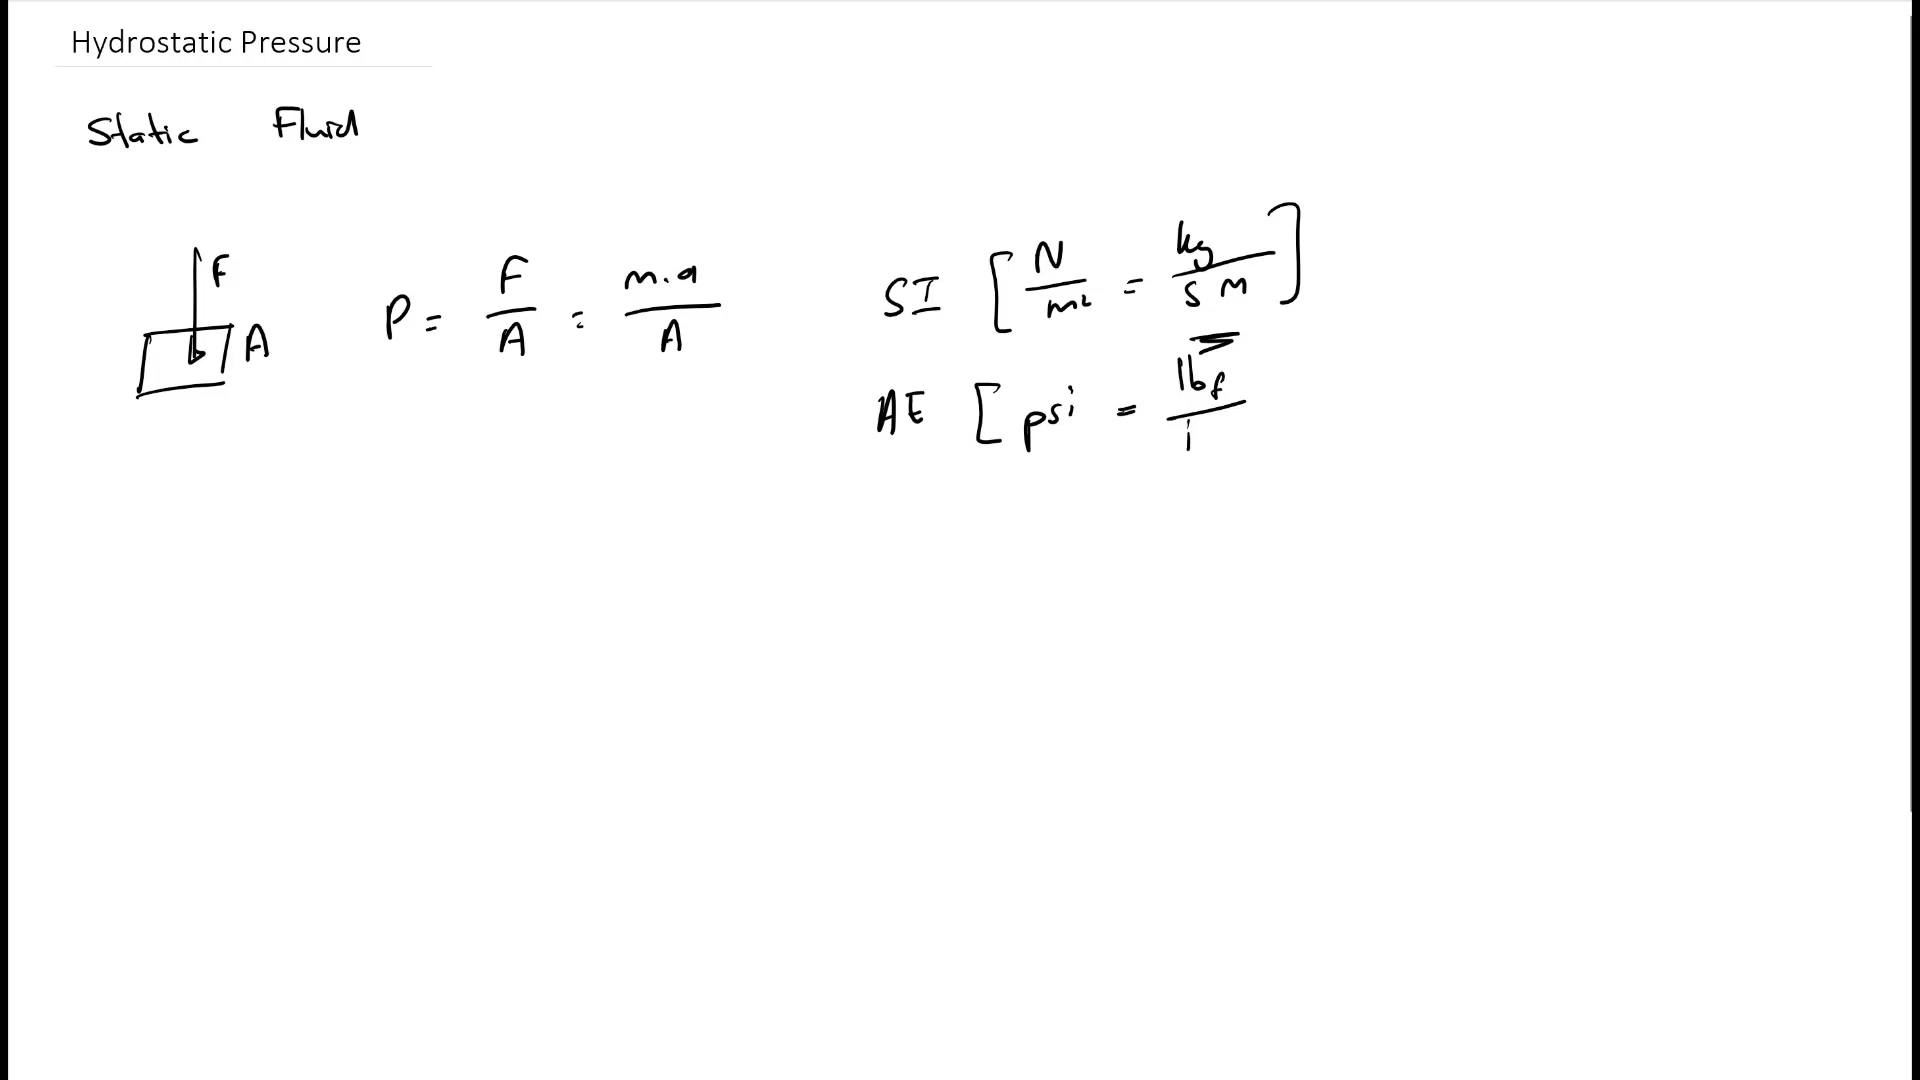 Hydrostatic Pressure
Static Fluid
F
A
P = F/A = m.a/A
SI [N/m² = kg/s m]
AE [psi = lbf/i